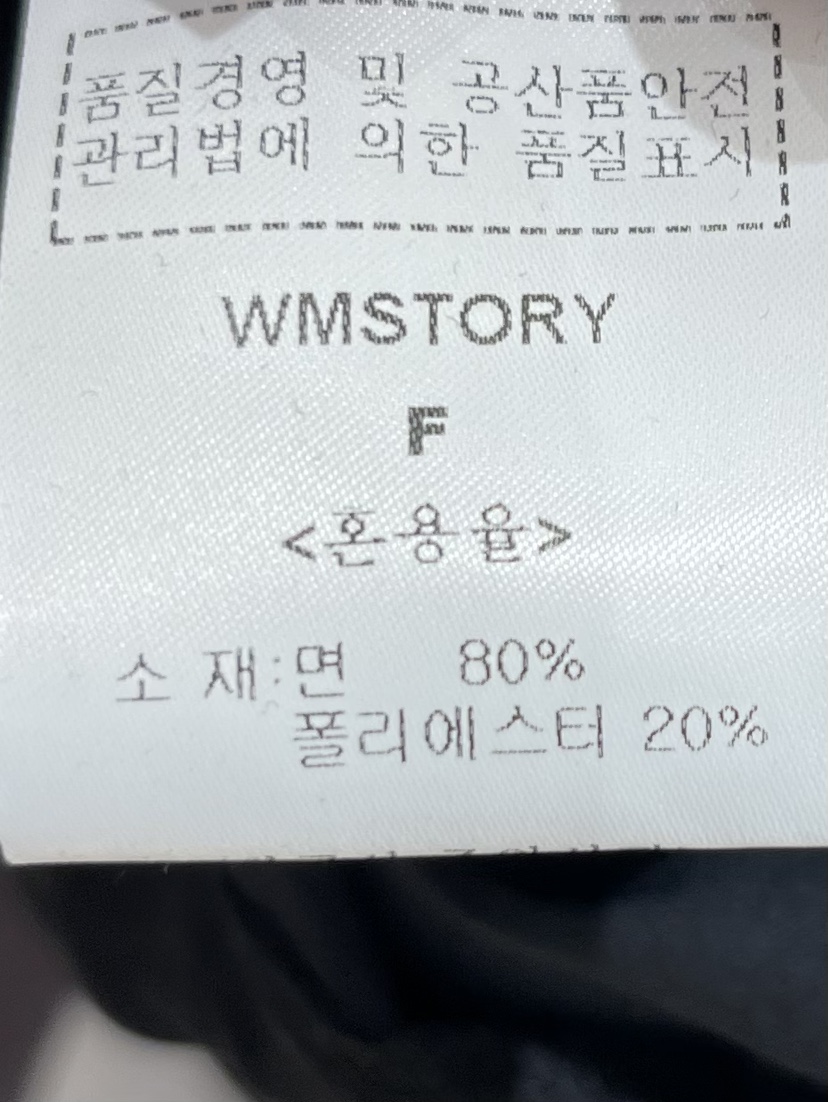 품질경영 및 공산품안전
관리법에 의한 품질표시
WMSTORY
F
<혼용율>
소 재:면 80%
폴리에스터 20%